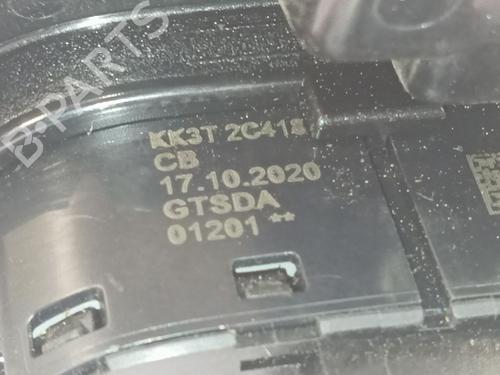 B-PARTS
KK3T 2C418
CB
17.10.2020
GTSDA
01201 **